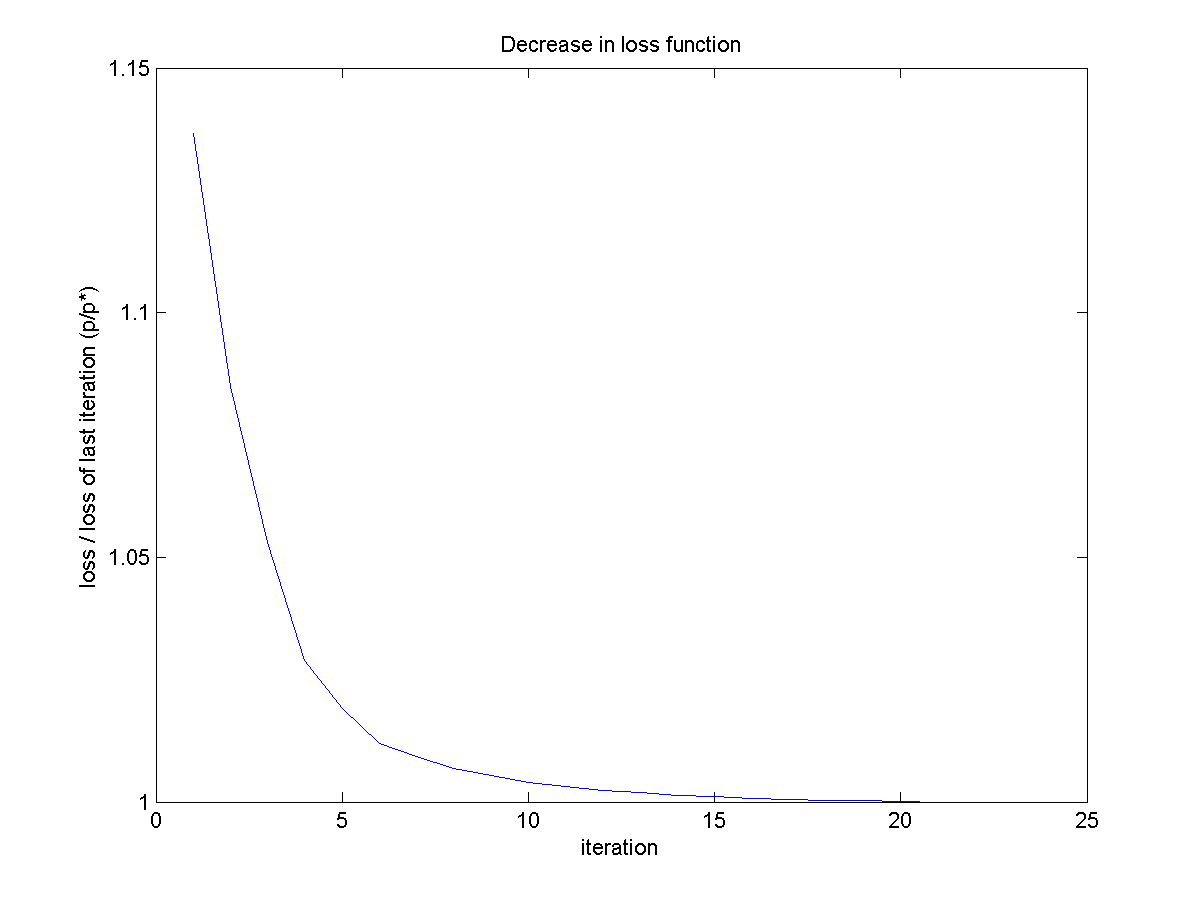 Decrease in loss function
1.15
1.1
1.05
1
loss / loss of last iteration (p/p*)
0 5 10 15 20 25
iteration